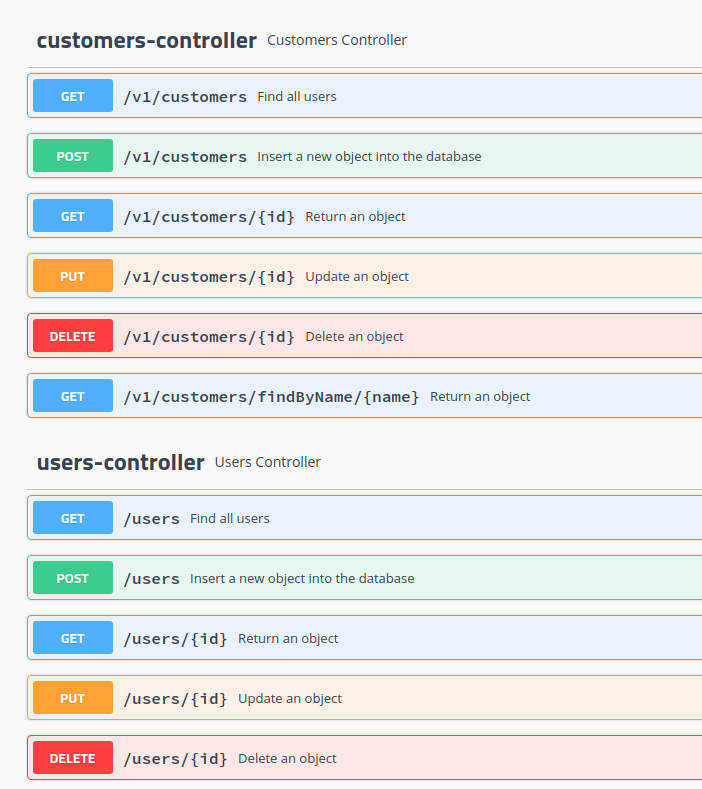 customers-controller Customers Controller
GET /v1/customers Find all users
POST /v1/customers Insert a new object into the database
GET /v1/customers/{id} Return an object
PUT /v1/customers/{id} Update an object
DELETE /v1/customers/{id} Delete an object
GET /v1/customers/findByName/{name} Return an object
users-controller Users Controller
GET /users Find all users
POST /users Insert a new object into the database
GET /users/{id} Return an object
PUT /users/{id} Update an object
DELETE /users/{id} Delete an object